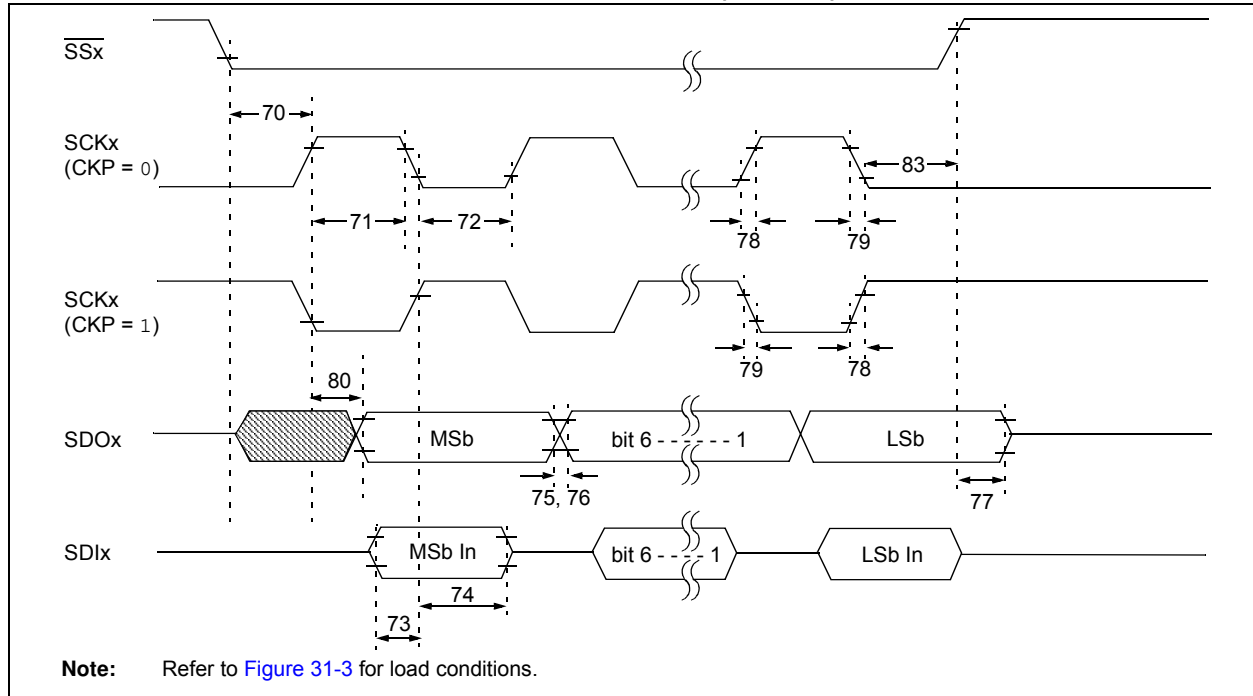 SSx
70
SCKx
(CKP = 0)
83
71
72
78
79
SCKx
(CKP = 1)
79
78
80
SDOx
MSb
bit 6 - - - - - - 1
LSb
75, 76
77
SDIx
MSb In
bit 6 - - - - 1
LSb In
74
73
Note: Refer to Figure 31-3 for load conditions.